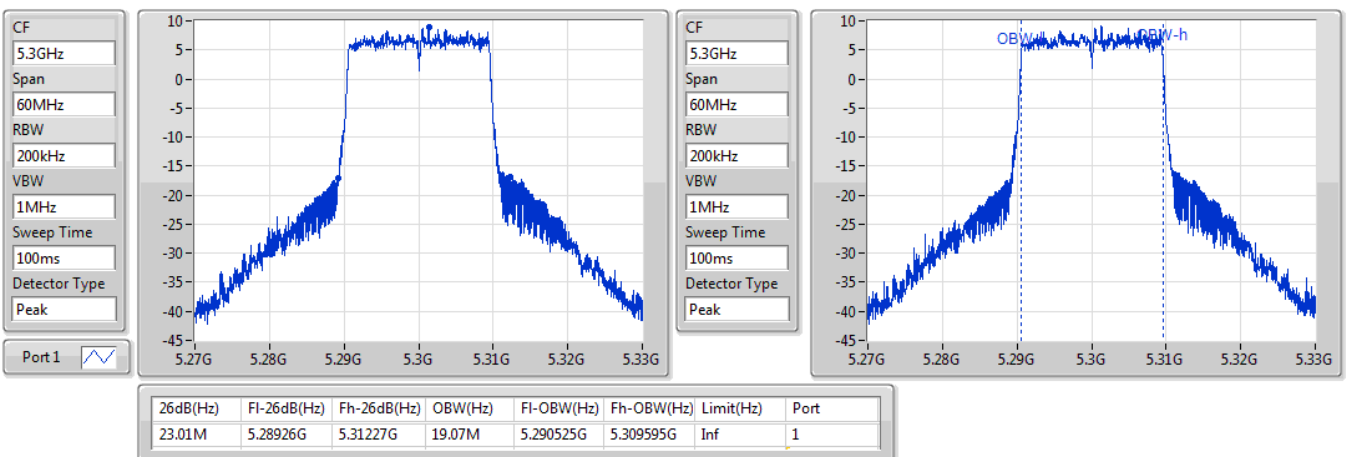 CF
5.3GHz
Span
60MHz
RBW
200kHz
VBW
1MHz
Sweep Time
100ms
Detector Type
Peak
Port 1
10
5
0
-5
-10
-15
-20
-25
-30
-35
-40
-45
5.27G 5.28G 5.29G 5.3G 5.31G 5.32G 5.33G
CF
5.3GHz
Span
60MHz
RBW
200kHz
VBW
1MHz
Sweep Time
100ms
Detector Type
Peak
10
5
0
-5
-10
-15
-20
-25
-30
-35
-40
-45
OBW-h
5.27G 5.28G 5.29G 5.3G 5.31G 5.32G 5.33G
26dB(Hz) Fl-26dB(Hz) Fh-26dB(Hz) OBW(Hz) Fl-OBW(Hz) Fh-OBW(Hz) Limit(Hz) Port
23.01M 5.28926G 5.31227G 19.07M 5.290525G 5.309595G Inf 1